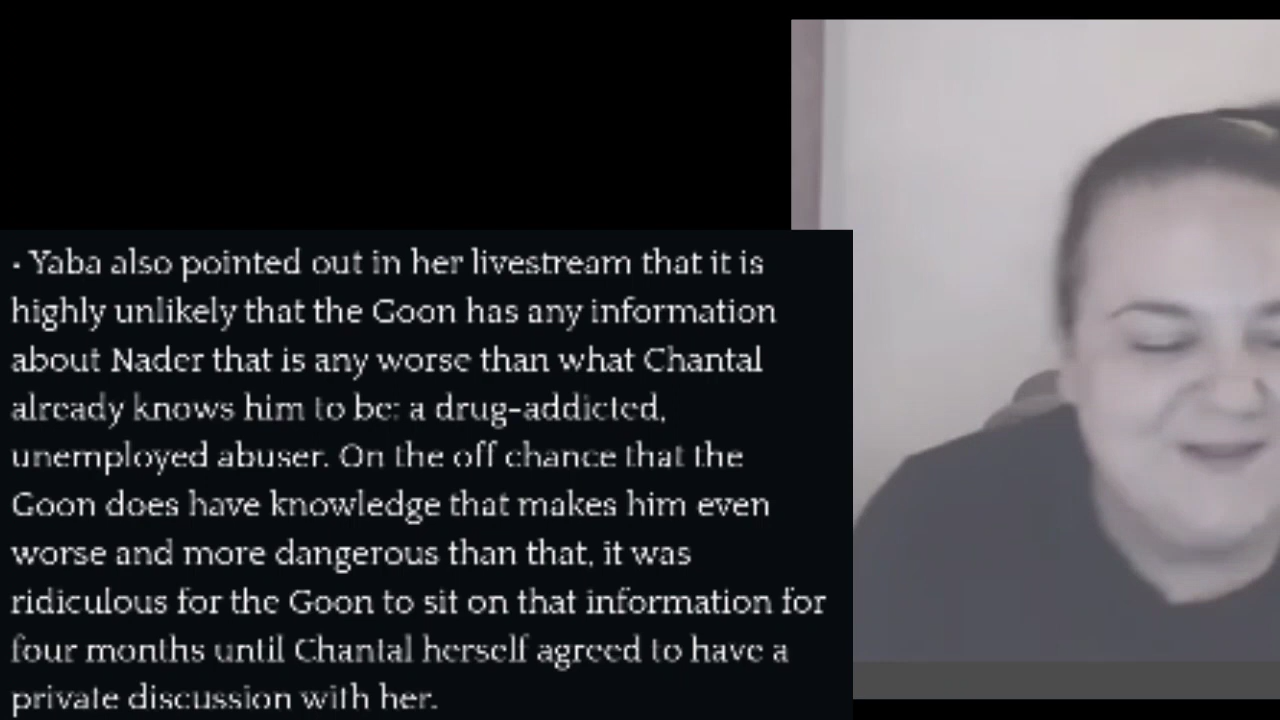 • Yaba also pointed out in her livestream that it is
highly unlikely that the Goon has any information
about Nader that is any worse than what Chantal
already knows him to be: a drug-addicted,
unemployed abuser. On the off chance that the
Goon does have knowledge that makes him even
worse and more dangerous than that, it was
ridiculous for the Goon to sit on that information for
four months until Chantal herself agreed to have a
private discussion with her.